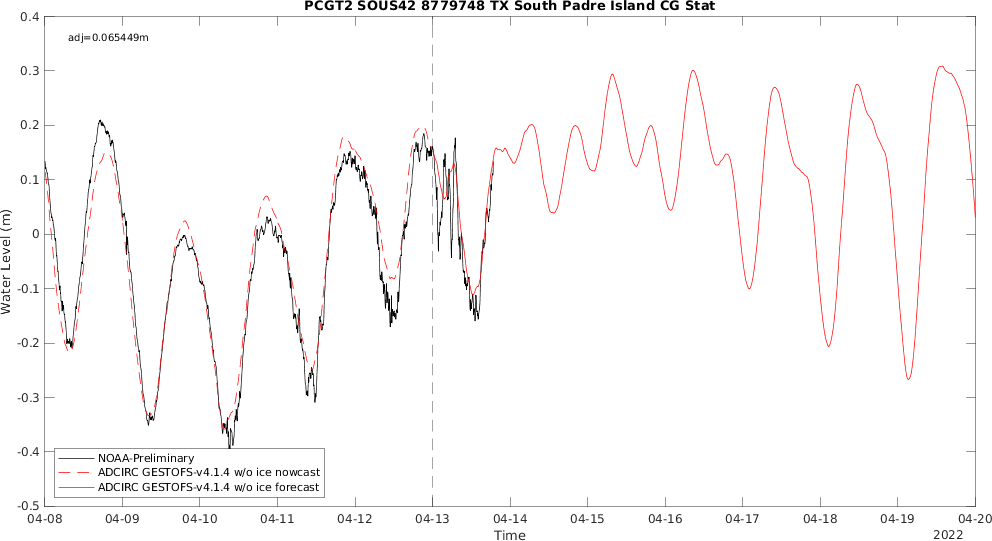 PCGT2 SOUS42 8779748 TX South Padre Island CG Stat
adj=0.065449m
0.4
0.3
0.2
0.1
0
-0.1
-0.2
-0.3
-0.4
-0.5
Water Level (m)
NOAA-Preliminary
ADCIRC GESTOFS-v4.1.4 w/o ice nowcast
ADCIRC GESTOFS-v4.1.4 w/o ice forecast
04-08 04-09 04-10 04-11 04-12 04-13 04-14 04-15 04-16 04-17 04-18 04-19 04-20
Time
2022